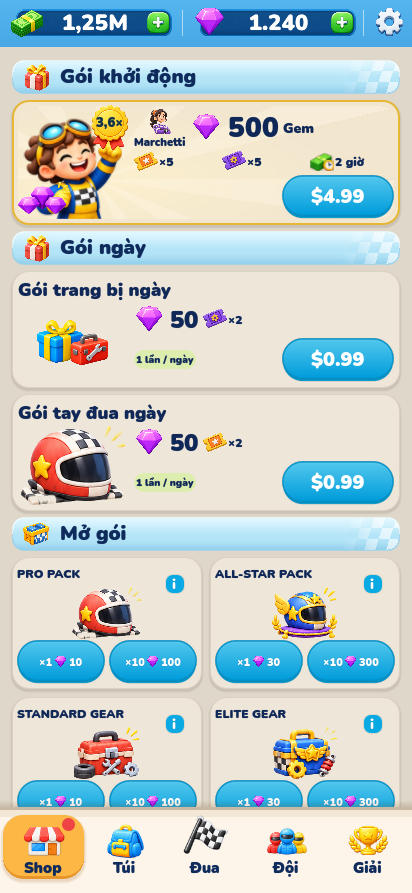 1,25M + 1.240 +
Gói khởi động
3,6×
Marchetti
500 Gem
×5 ×5 2 giờ
$4.99
Gói ngày
Gói trang bị ngày
50 ×2
1 lần / ngày
$0.99
Gói tay đua ngày
50 ×2
1 lần / ngày
$0.99
Mở gói
PRO PACK i
×1 10 ×10 100
ALL-STAR PACK i
×1 30 ×10 300
STANDARD GEAR i
×1 10 ×10 100
ELITE GEAR i
×1 30 ×10 300
Shop Túi Đua Đội Giải